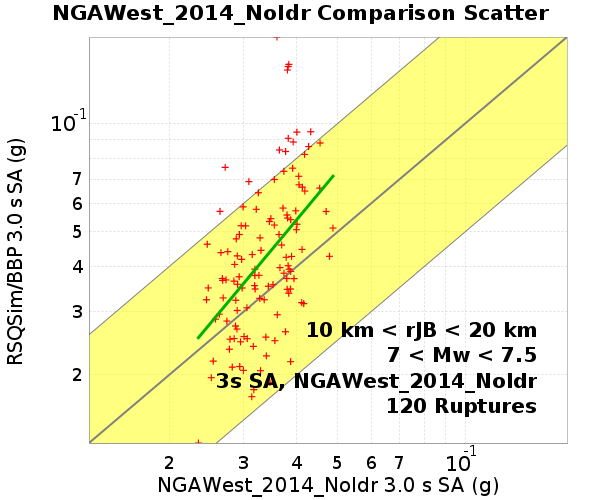 NGAWest_2014_NoIdr Comparison Scatter
RSQSim/BBP 3.0 s SA (g)
10-1
7
6
5
4
3
2
10 km < rJB < 20 km
7 < Mw < 7.5
3s SA, NGAWest_2014_NoIdr
120 Ruptures
2 3 4 5 6 7 10-1
NGAWest_2014_NoIdr 3.0 s SA (g)